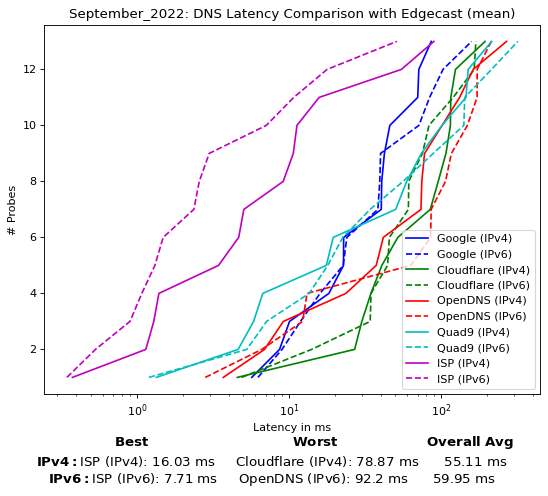 September_2022: DNS Latency Comparison with Edgecast (mean)
12
10
8
6
4
2
# Probes
Google (IPv4)
Google (IPv6)
Cloudflare (IPv4)
Cloudflare (IPv6)
OpenDNS (IPv4)
OpenDNS (IPv6)
Quad9 (IPv4)
Quad9 (IPv6)
ISP (IPv4)
ISP (IPv6)
10⁰ 10¹ 10²
Latency in ms
Best Worst Overall Avg
IPv4: ISP (IPv4): 16.03 ms Cloudflare (IPv4): 78.87 ms 55.11 ms
IPv6: ISP (IPv6): 7.71 ms OpenDNS (IPv6): 92.2 ms 59.95 ms